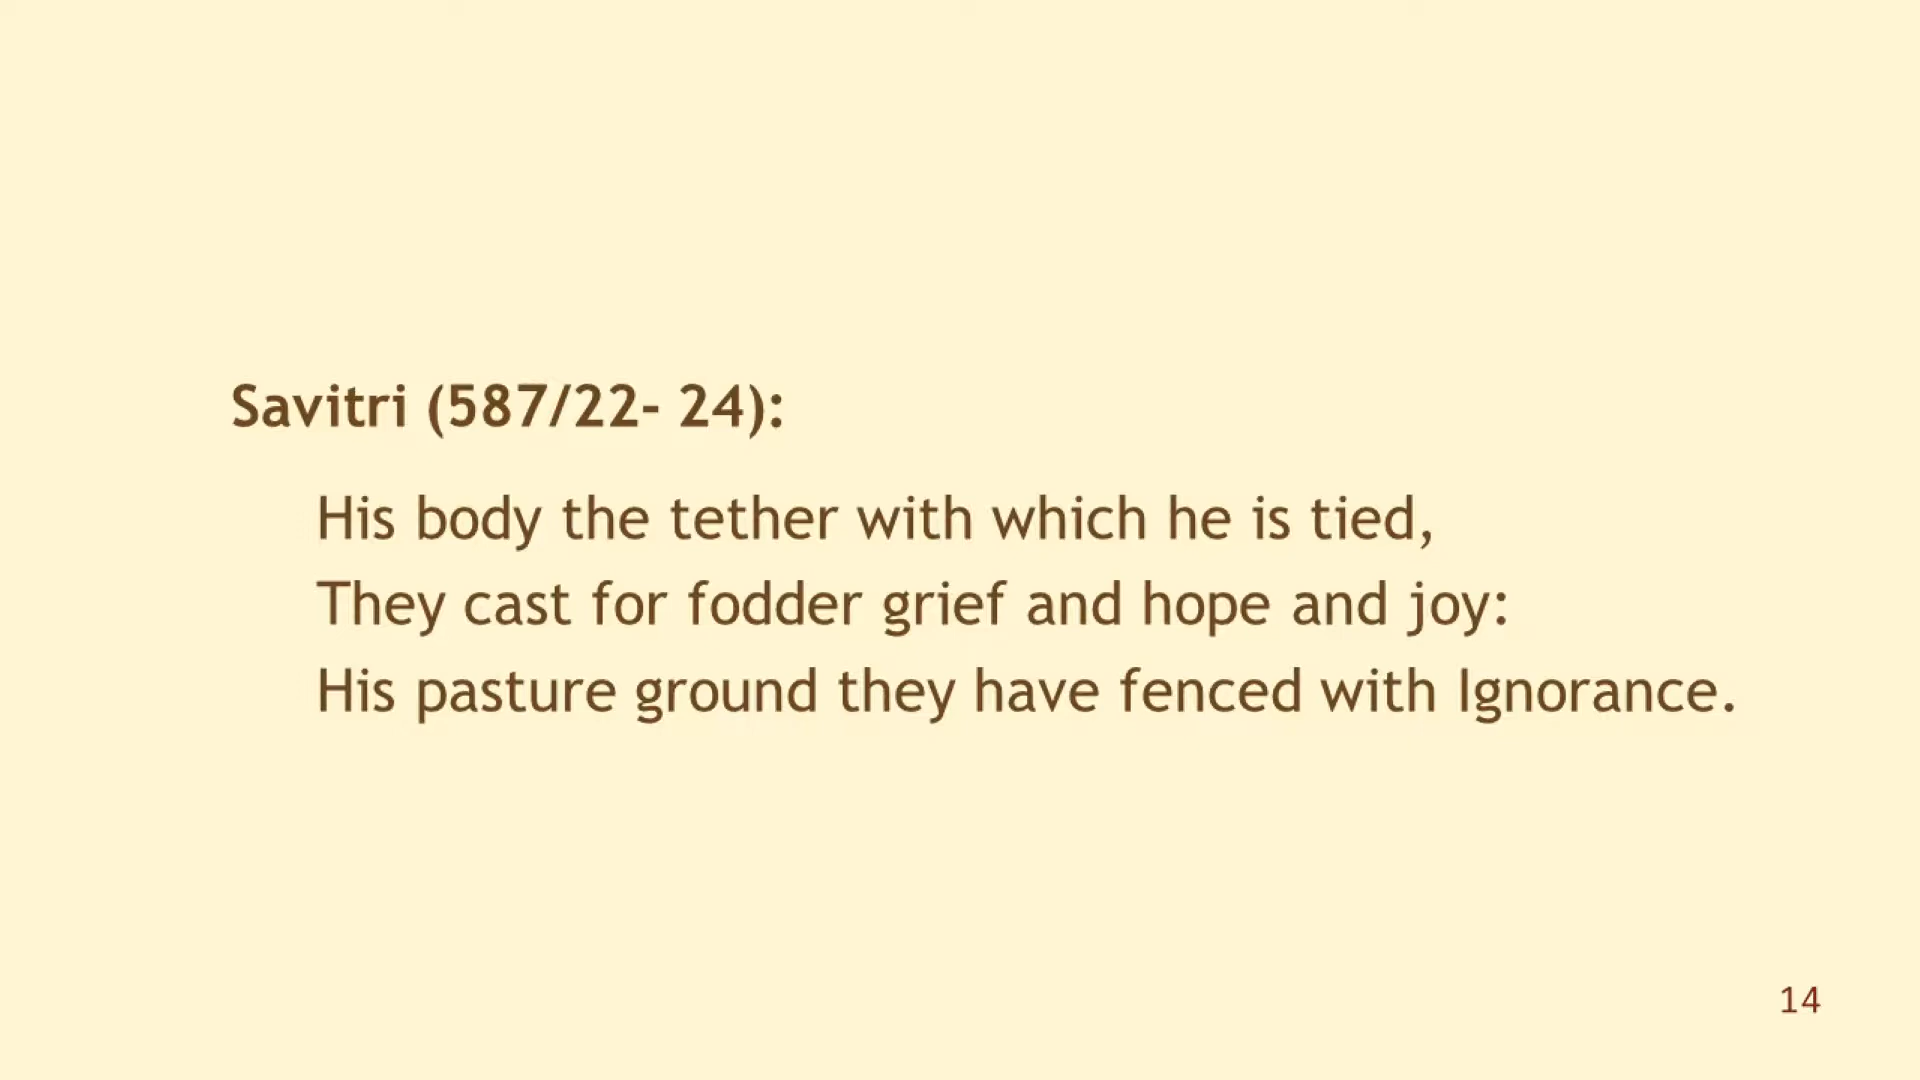 Savitri (587/22- 24):
His body the tether with which he is tied,
They cast for fodder grief and hope and joy:
His pasture ground they have fenced with Ignorance.
14